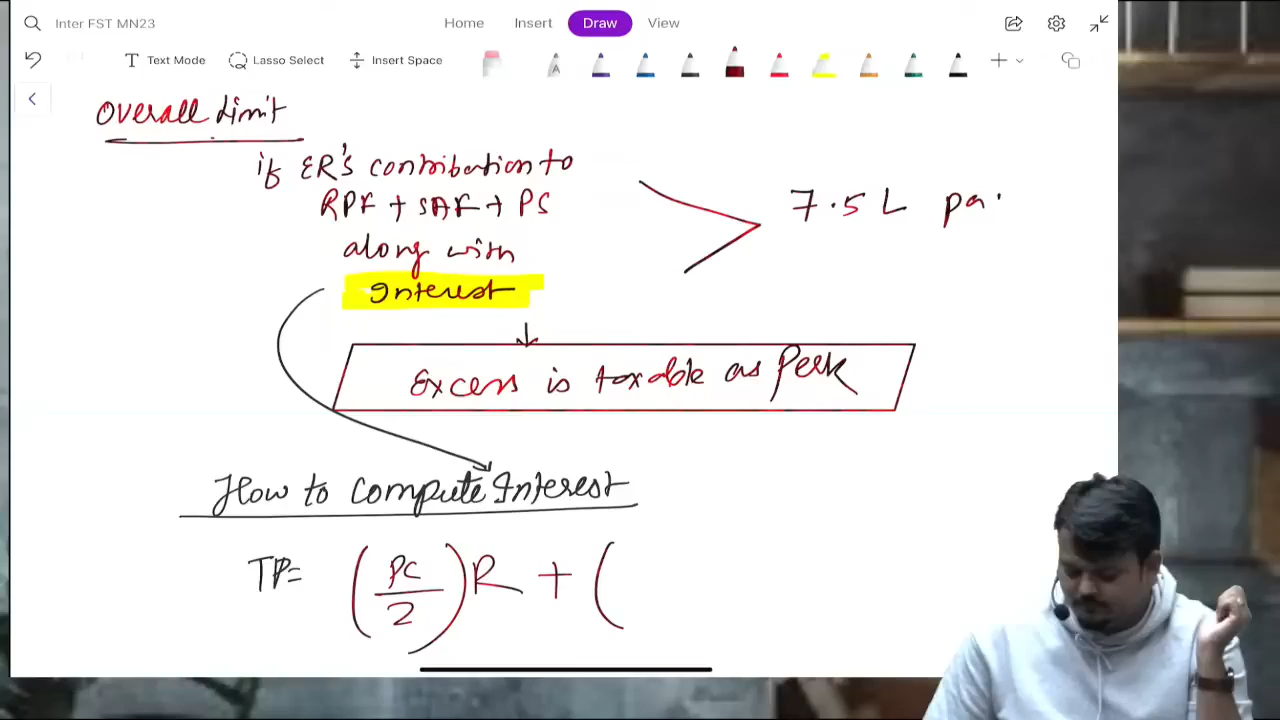 Inter FST MN23
Home Insert Draw View
T Text Mode Lasso Select Insert Space
Overall Limit
if ER's contribution to
RPF + SAF + PS
along with
Interest
7.5 L pa.
Excess is taxable as Perk
How to Compute Interest
TP = (PC/2)R + (